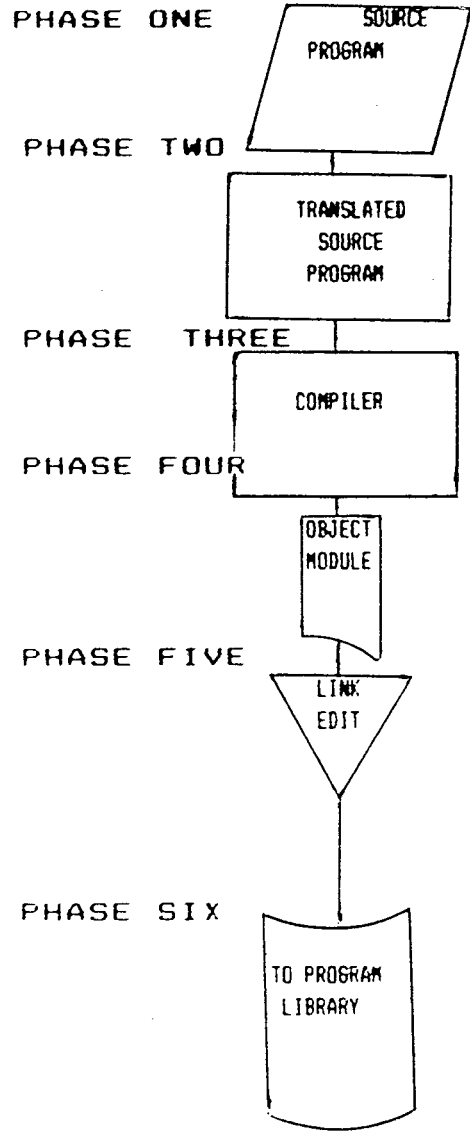 PHASE ONE
SOURCE
PROGRAM
PHASE TWO
TRANSLATED
SOURCE
PROGRAM
PHASE THREE
COMPILER
PHASE FOUR
OBJECT
MODULE
PHASE FIVE
LINK
EDIT
PHASE SIX
TO PROGRAM
LIBRARY